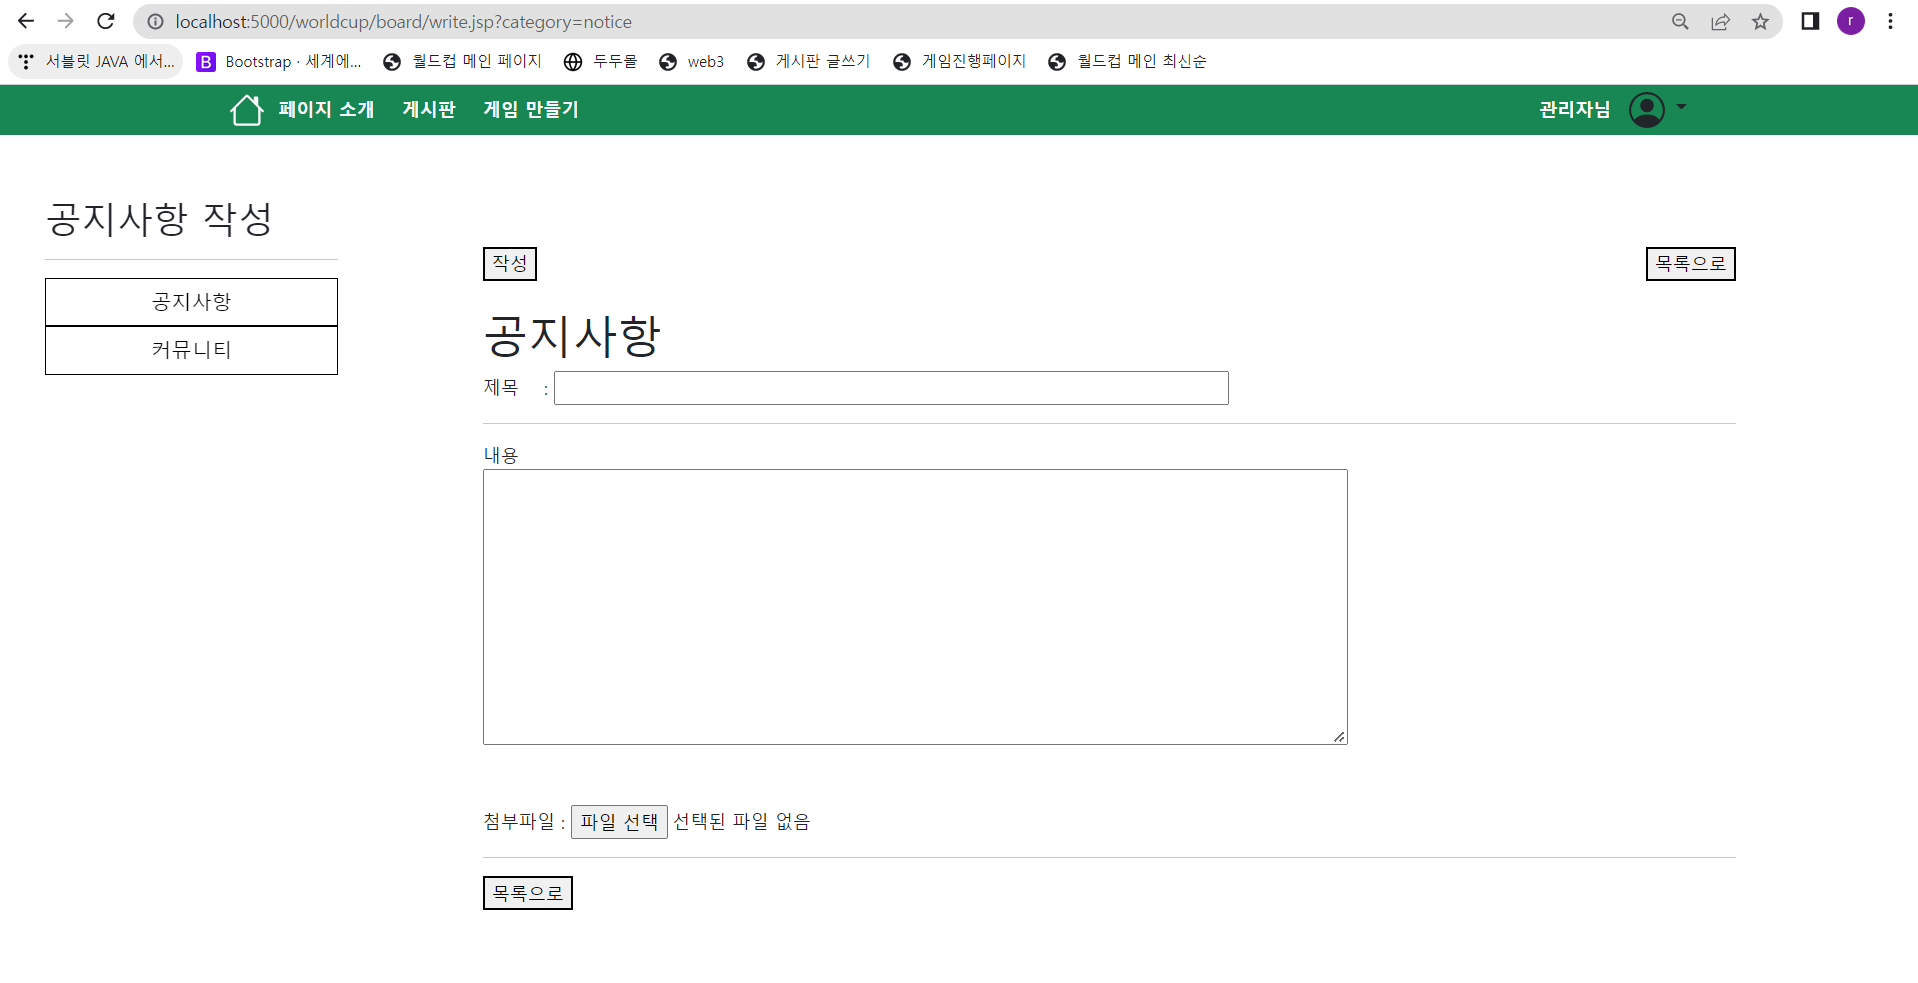 localhost:5000/worldcup/board/write.jsp?category=notice
r
서블릿 JAVA 에서...
B
Bootstrap · 세계에...
월드컵 메인 페이지
두두몰
web3
게시판 글쓰기
게임진행페이지
월드컵 메인 최신순
페이지 소개
게시판
게임 만들기
관리자님
공지사항 작성
공지사항
커뮤니티
작성
목록으로
공지사항
제목 :
내용
첨부파일 : 파일 선택 선택된 파일 없음
목록으로